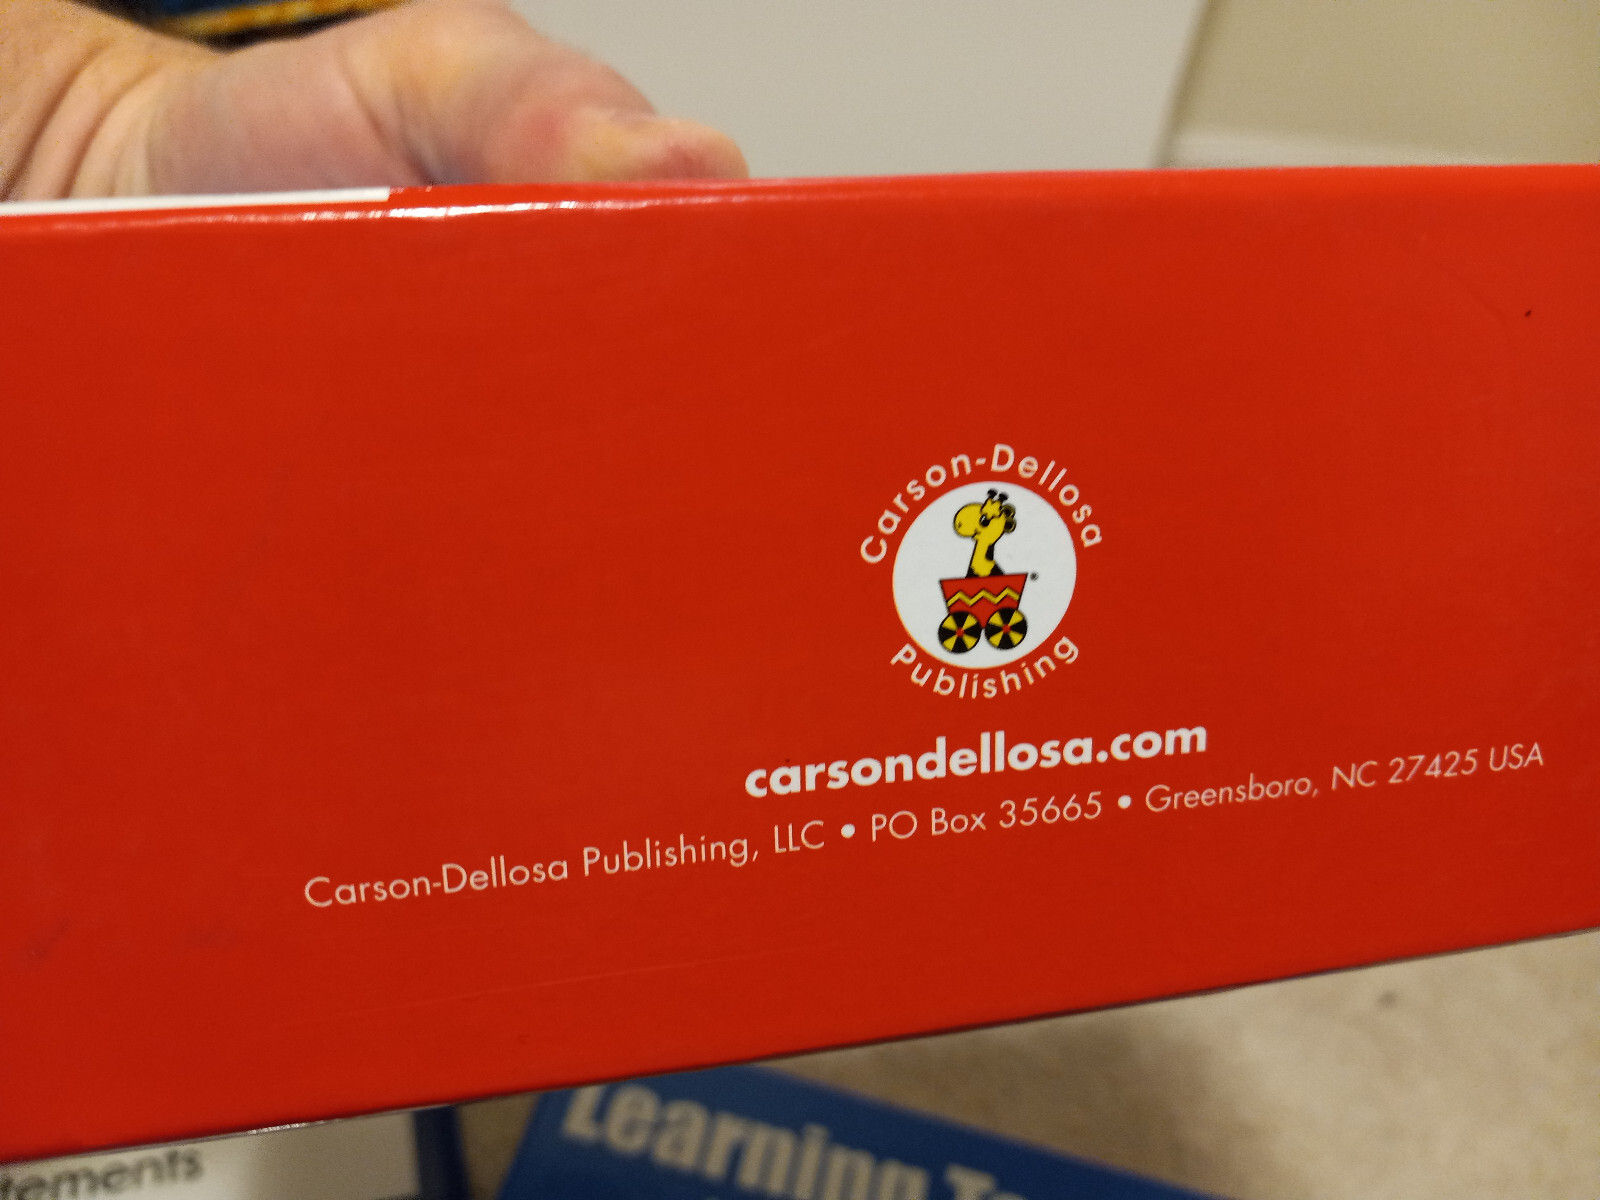 Carson-Dellosa
Publishing
carsondellosa.com
Carson-Dellosa Publishing, LLC • PO Box 35665 • Greensboro, NC 27425 USA
Learning